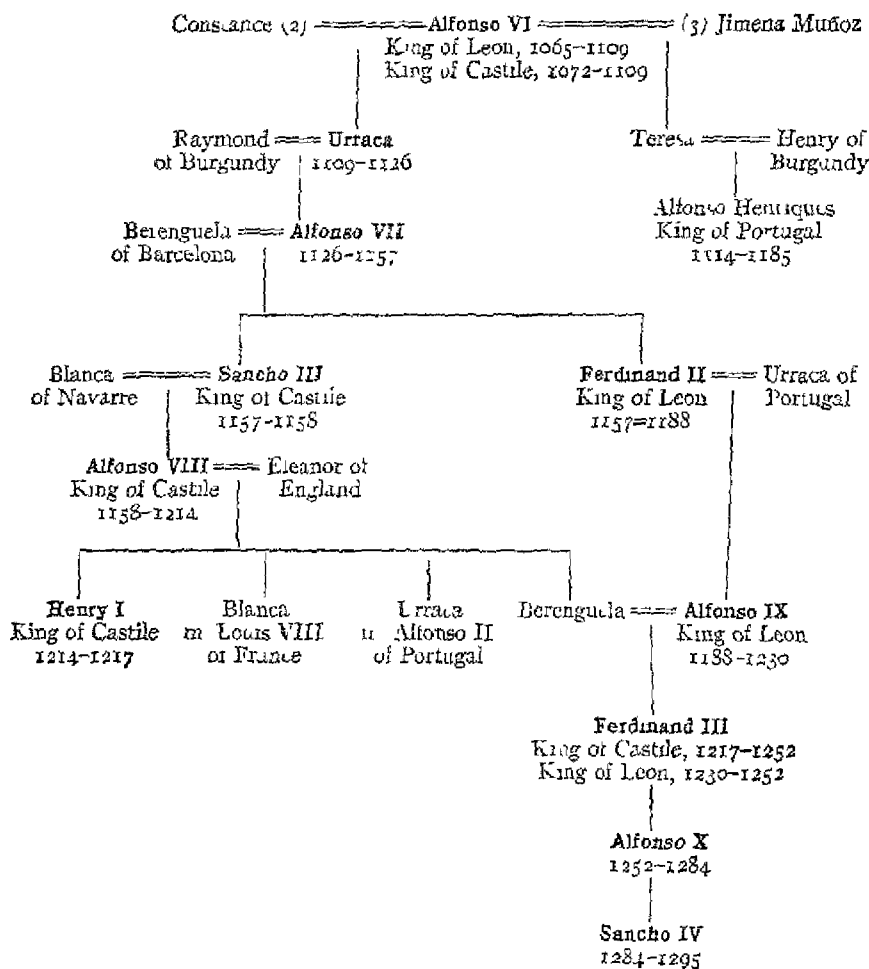 Constance (2) Alfonso VI (3) Jimena Muñoz
King of Leon, 1065–1109
King of Castile, 1072–1109
Raymond Urraca Teresa Henry of
of Burgundy 1109–1126 Burgundy
Alfonso Henriques
Berenguela Alfonso VII King of Portugal
of Barcelona 1126–1157 1114–1185
Blanca Sancho III Ferdinand II Urraca of
of Navarre King of Castile King of Leon Portugal
1157-1158 1157=1188
Alfonso VIII Eleanor of
King of Castile England
1158–1214
Henry I Blanca Urraca Berenguela Alfonso IX
King of Castile m Louis VIII Alfonso II King of Leon
1214–1217 of France of Portugal 1188–1230
Ferdinand III
King of Castile, 1217–1252
King of Leon, 1230–1252
Alfonso X
1252–1284
Sancho IV
1284–1295